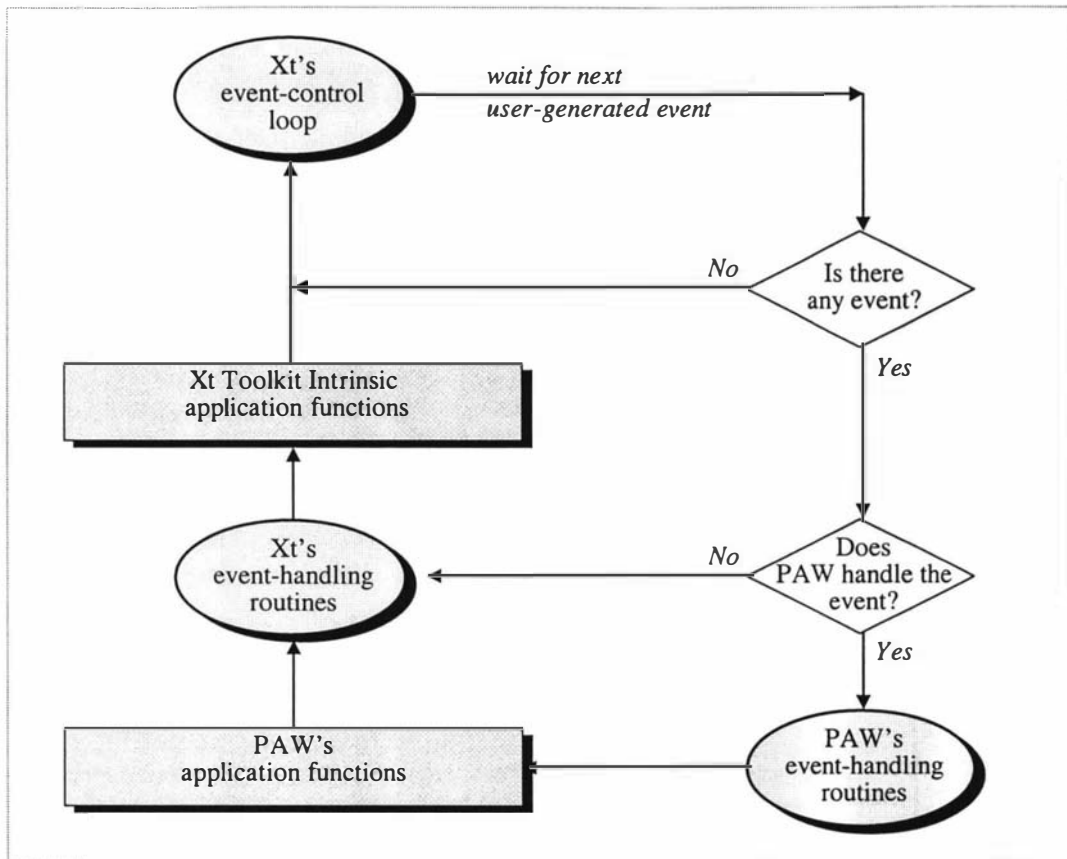 Xt's
event-control
loop
wait for next
user-generated event
No
Is there
any event?
Yes
Xt Toolkit Intrinsic
application functions
Xt's
event-handling
routines
No
Does
PAW handle the
event?
Yes
PAW's
application functions
PAW's
event-handling
routines